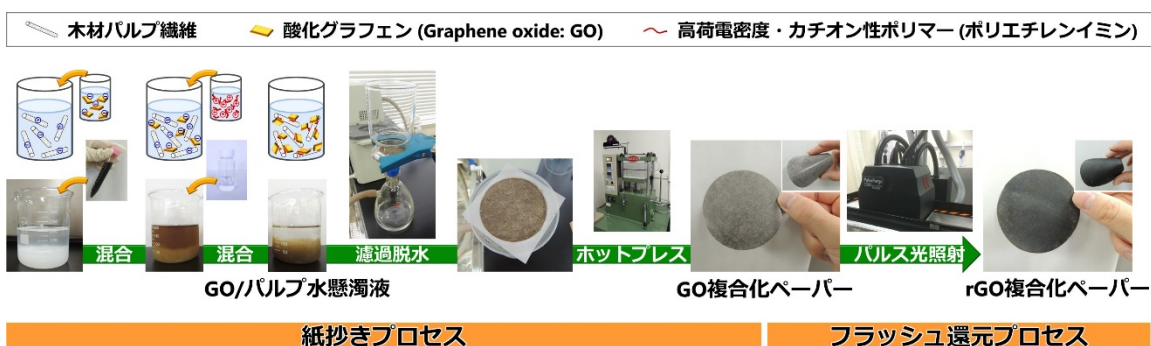 木材パルプ繊維
酸化グラフェン (Graphene oxide: GO)
高荷電密度・カチオン性ポリマー (ポリエチレンイミン)
混合
混合
濾過脱水
ホットプレス
パルス光照射
GO/パルプ水懸濁液
GO複合化ペーパー
rGO複合化ペーパー
紙抄きプロセス
フラッシュ還元プロセス